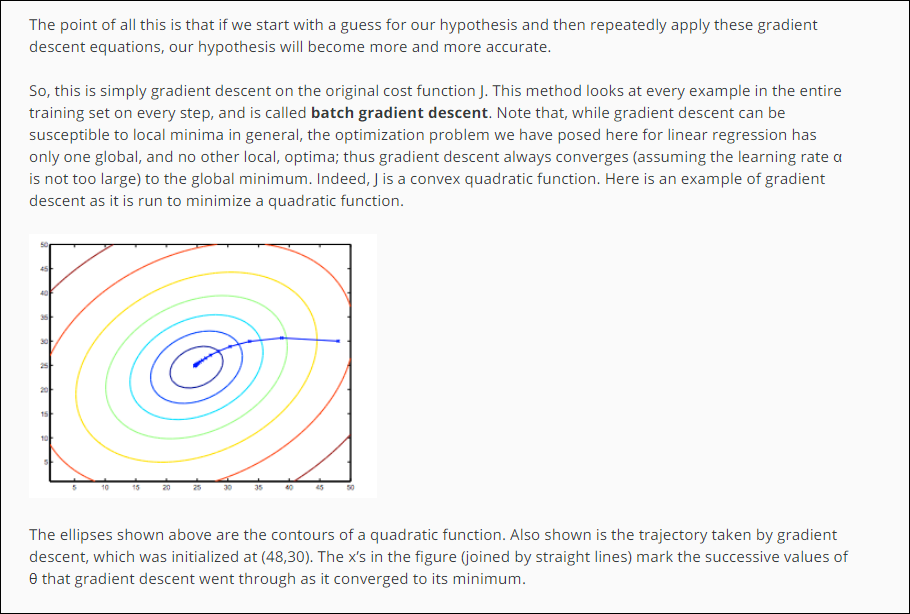 The point of all this is that if we start with a guess for our hypothesis and then repeatedly apply these gradient
descent equations, our hypothesis will become more and more accurate.
So, this is simply gradient descent on the original cost function J. This method looks at every example in the entire
training set on every step, and is called batch gradient descent. Note that, while gradient descent can be
susceptible to local minima in general, the optimization problem we have posed here for linear regression has
only one global, and no other local, optima; thus gradient descent always converges (assuming the learning rate α
is not too large) to the global minimum. Indeed, J is a convex quadratic function. Here is an example of gradient
descent as it is run to minimize a quadratic function.
50
45
40
35
30
25
20
15
10
5
5 10 15 20 25 30 35 40 45 50
The ellipses shown above are the contours of a quadratic function. Also shown is the trajectory taken by gradient
descent, which was initialized at (48,30). The x's in the figure (joined by straight lines) mark the successive values of
θ that gradient descent went through as it converged to its minimum.